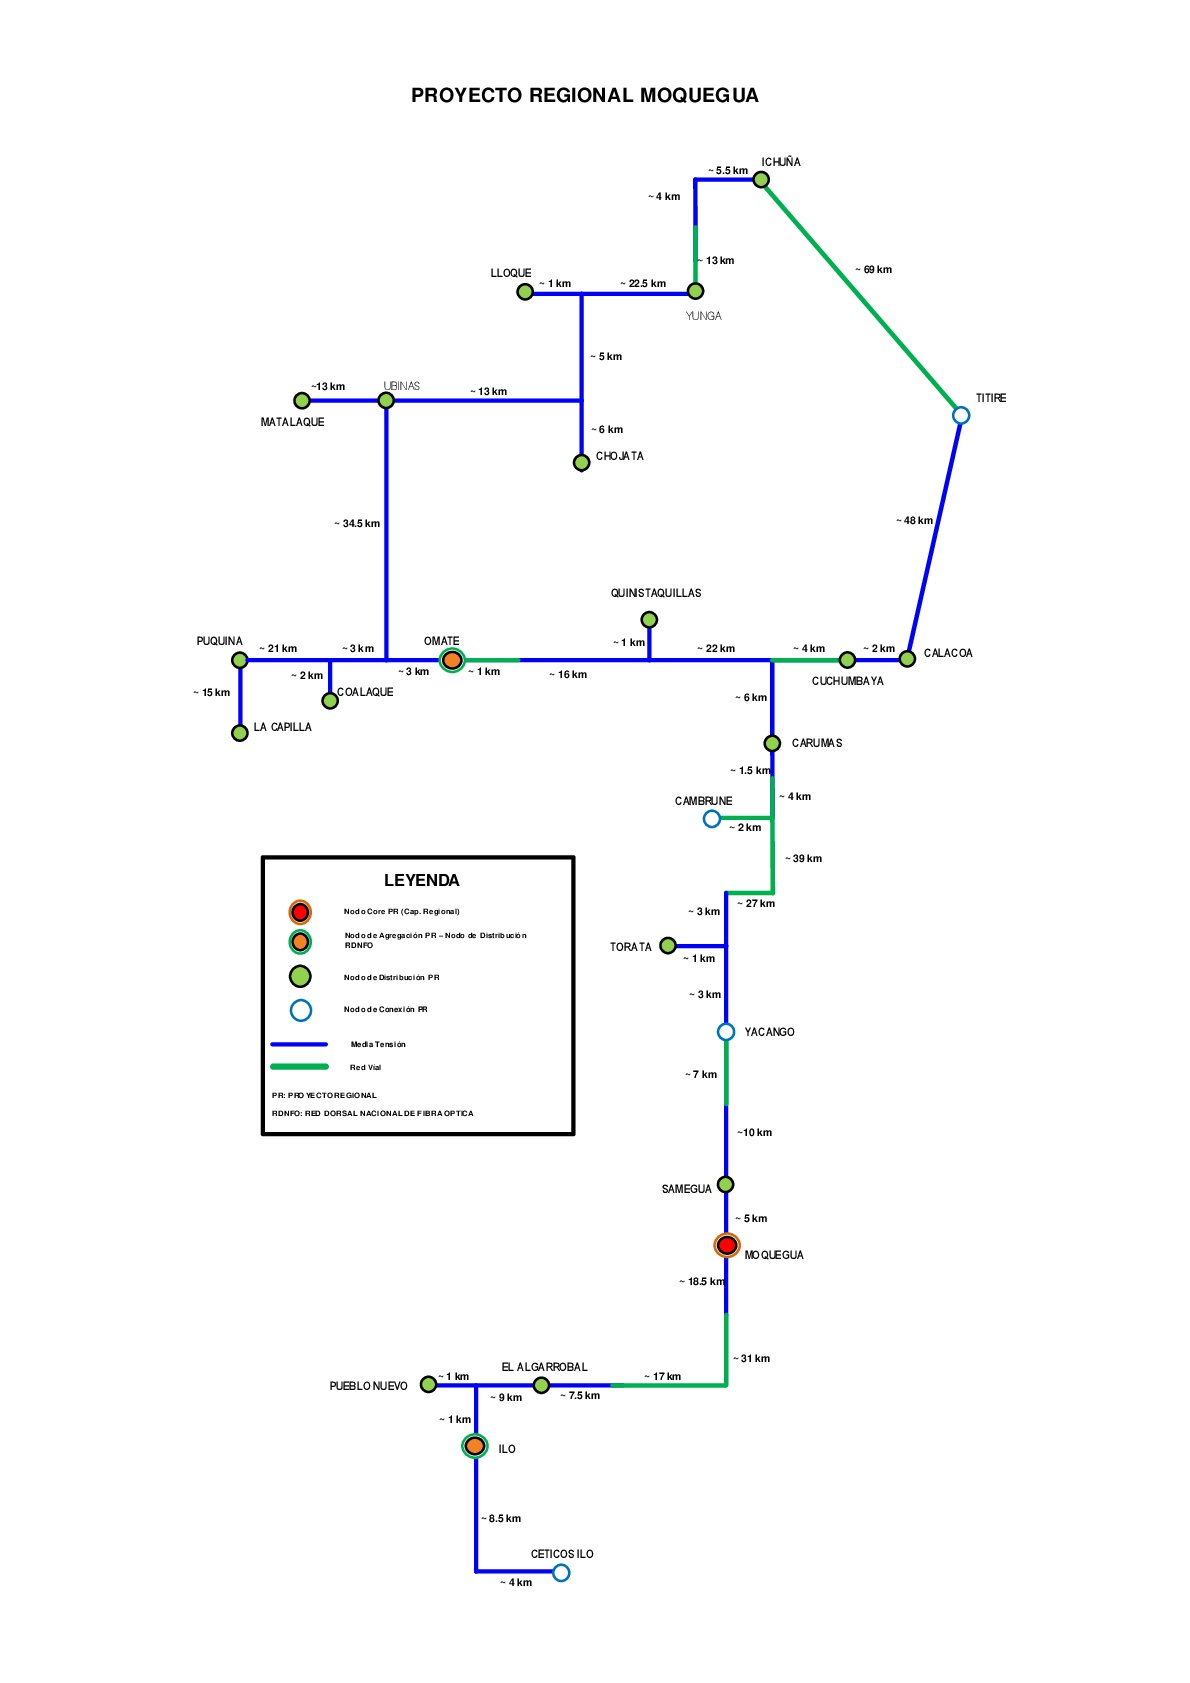 PROYECTO REGIONAL MOQUEGUA
ICHUÑA
~ 5.5 km
~ 4 km
~ 13 km
~ 69 km
LLOQUE
~ 1 km
~ 22.5 km
YUNGA
~ 5 km
UBINAS
~13 km
~ 13 km
MATALAQUE
TITIRE
~ 6 km
CHOJATA
~ 34.5 km
~ 48 km
QUINISTAQUILLAS
PUQUINA
~ 21 km
~ 3 km
OMATE
~ 1 km
~ 22 km
~ 4 km
~ 2 km
CALACOA
~ 2 km
~ 3 km
~ 1 km
~ 16 km
CUCHUMBAYA
~ 15 km
COALAQUE
~ 6 km
LA CAPILLA
CARUMAS
~ 1.5 km
~ 4 km
CAMBRUNE
~ 2 km
~ 39 km
~ 27 km
~ 3 km
TORATA
~ 1 km
~ 3 km
YACANGO
~ 7 km
~10 km
SAMEGUA
~ 5 km
MOQUEGUA
~ 18.5 km
~ 31 km
EL ALGARROBAL
~ 17 km
PUEBLO NUEVO
~ 1 km
~ 9 km
~ 7.5 km
~ 1 km
ILO
~ 8.5 km
CETICOS ILO
~ 4 km
LEYENDA
Nodo Core PR (Cap. Regional)
Nodo de Agregación PR – Nodo de Distribución
RDNFO
Nodo de Distribución PR
Nodo de Conexión PR
Media Tensión
Red Vial
PR: PROYECTO REGIONAL
RDNFO: RED DORSAL NACIONAL DE FIBRA OPTICA